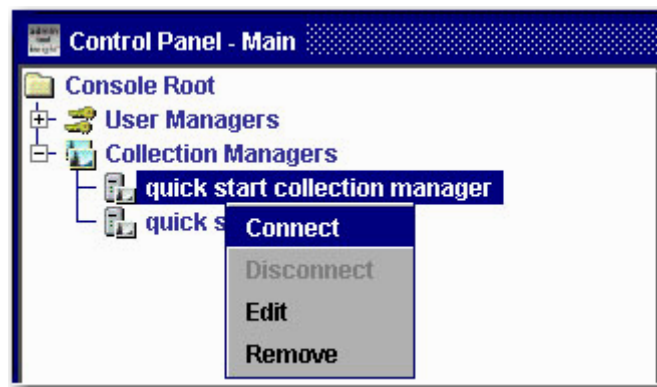 Control Panel - Main
Console Root
User Managers
Collection Managers
quick start collection manager
quick s
Connect
Disconnect
Edit
Remove